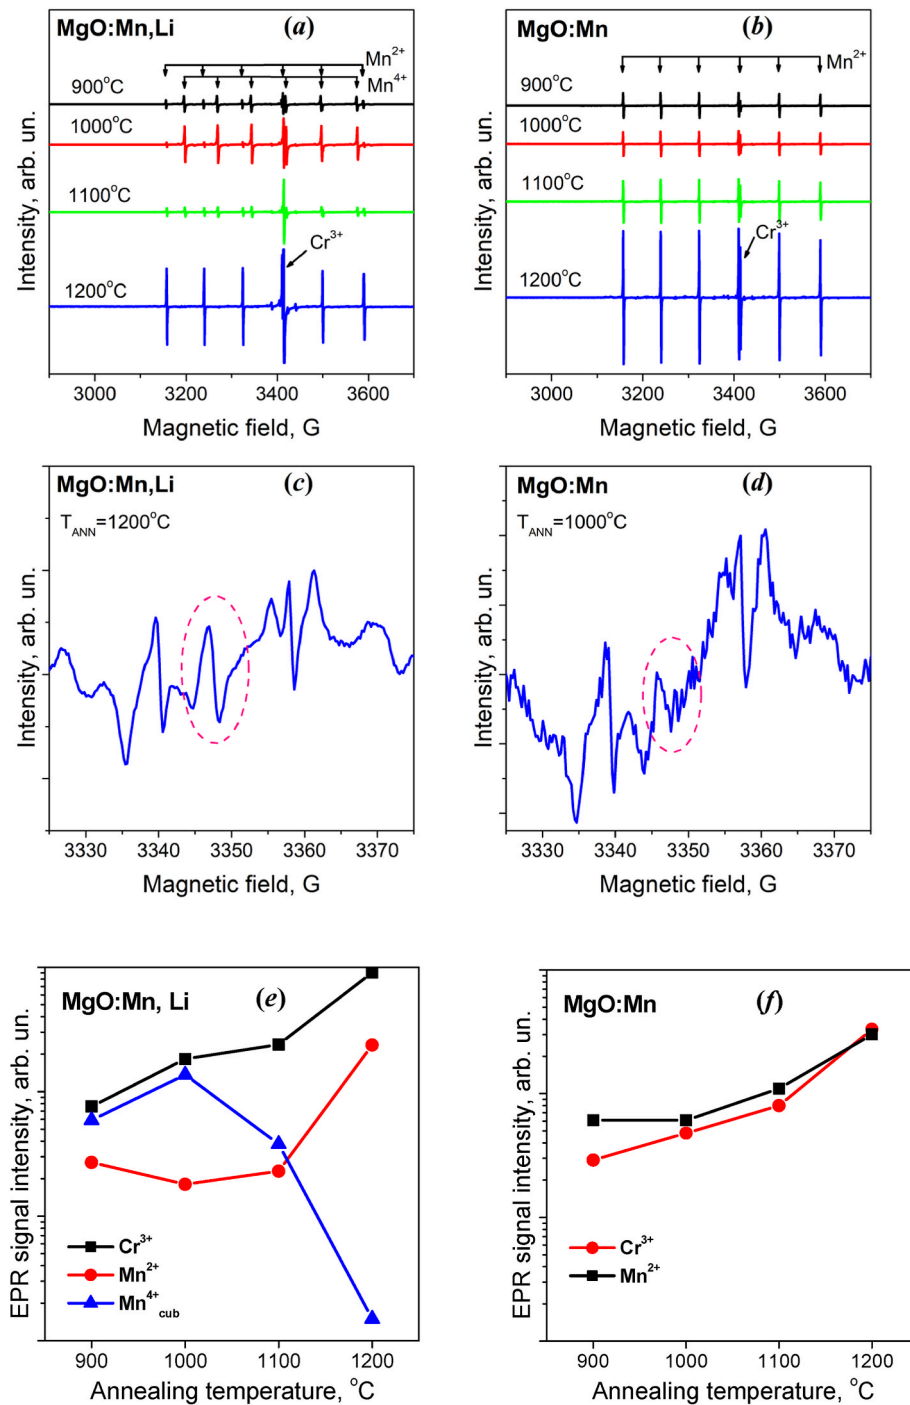 MgO:Mn,Li (a)
Mn²⁺
Mn⁴⁺
900°C
1000°C
1100°C
Cr³⁺
1200°C
Intensity, arb. un.
3000 3200 3400 3600
Magnetic field, G
MgO:Mn (b)
Mn²⁺
900°C
1000°C
1100°C
Cr³⁺
1200°C
Intensity, arb. un.
3000 3200 3400 3600
Magnetic field, G
MgO:Mn,Li (c)
T_ANN=1200°C
Intensity, arb. un.
3330 3340 3350 3360 3370
Magnetic field, G
MgO:Mn (d)
T_ANN=1000°C
Intensity, arb. un.
3330 3340 3350 3360 3370
Magnetic field, G
MgO:Mn, Li (e)
EPR signal intensity, arb. un.
Cr³⁺
Mn²⁺
Mn⁴⁺cub
900 1000 1100 1200
Annealing temperature, °C
MgO:Mn (f)
EPR signal intensity, arb. un.
Cr³⁺
Mn²⁺
900 1000 1100 1200
Annealing temperature, °C